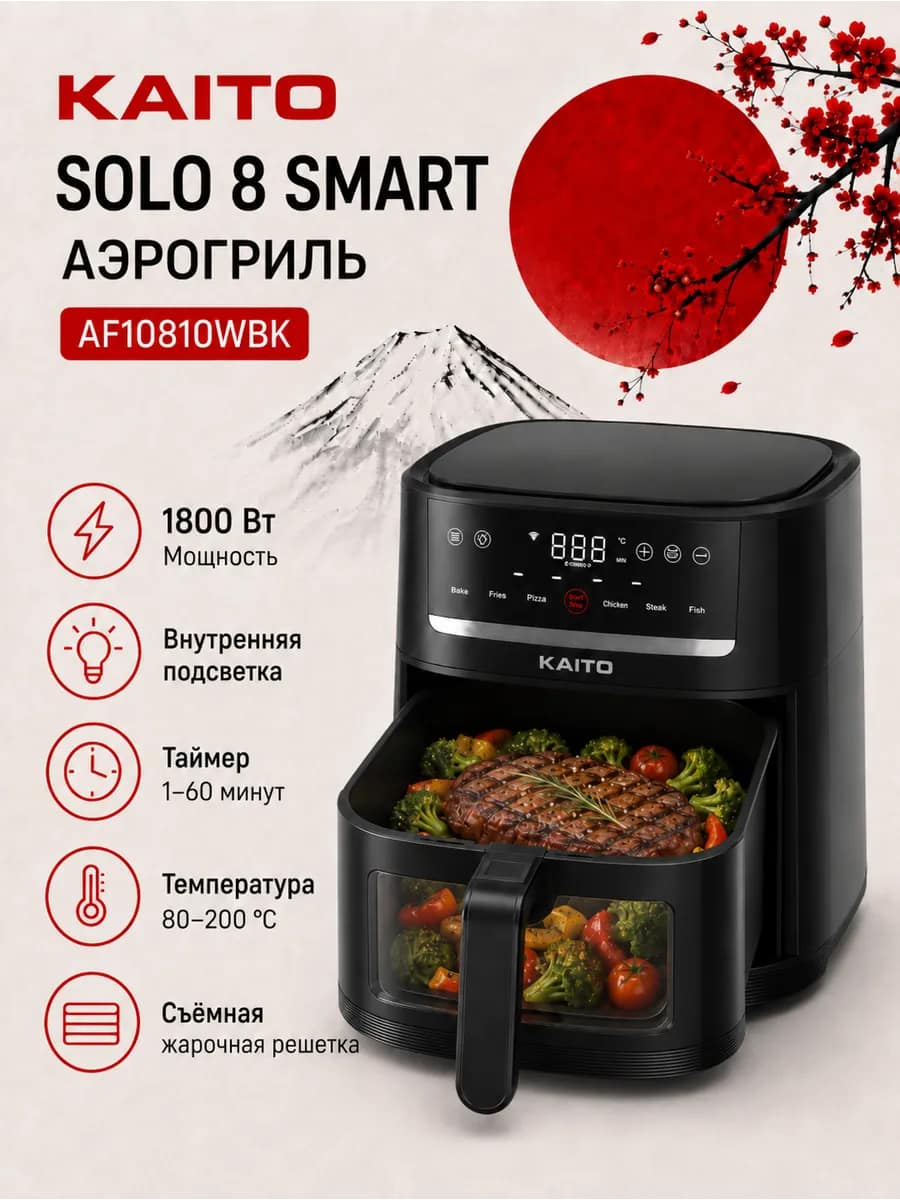 KAITO
SOLO 8 SMART
АЭРОГРИЛЬ
AF10810WBK
1800 Вт
Мощность
Внутренняя
подсветка
Таймер
1–60 минут
Температура
80–200 °C
Съёмная
жарочная решетка
888
°C
MIN
Bake
Fries
Pizza
Start
Stop
Chicken
Steak
Fish
KAITO